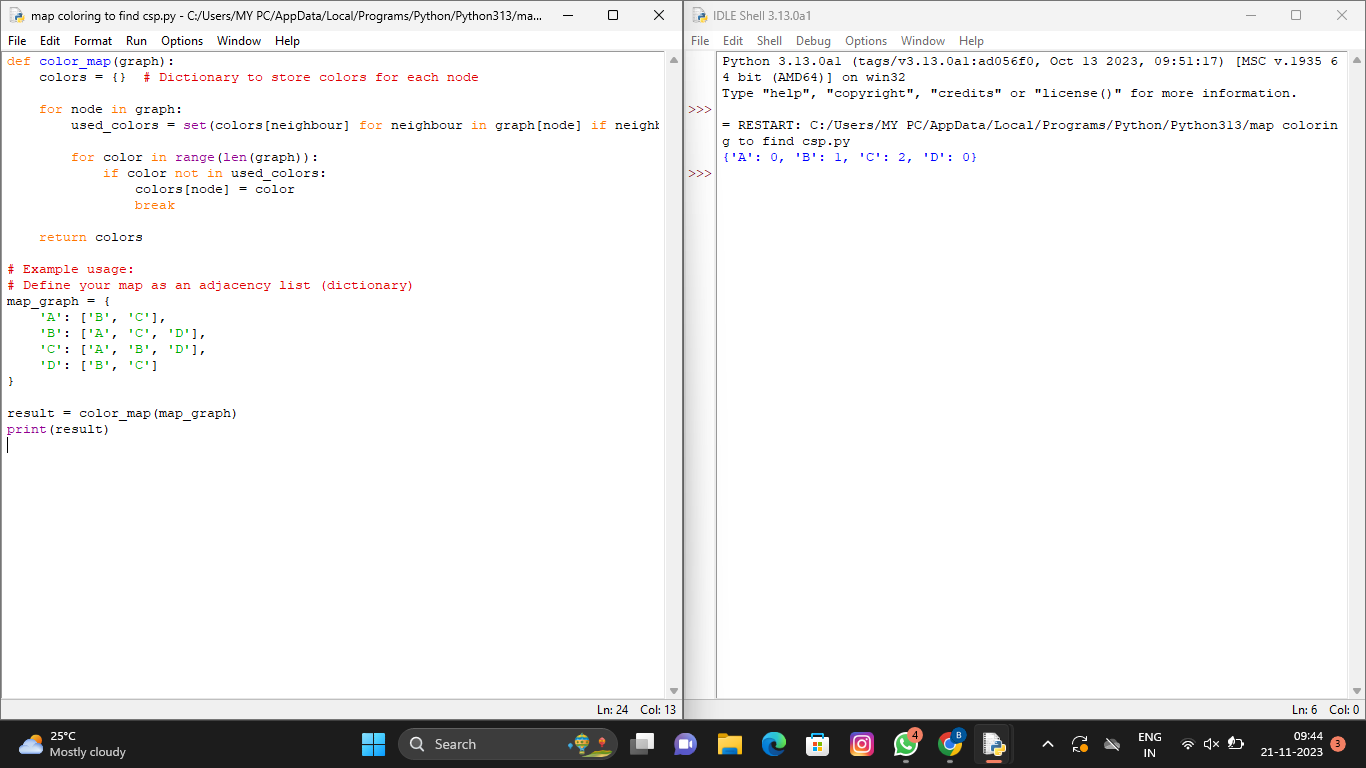 map coloring to find csp.py - C:/Users/MY PC/AppData/Local/Programs/Python/Python313/ma...
File Edit Format Run Options Window Help
def color_map(graph):
    colors = {}  # Dictionary to store colors for each node
    for node in graph:
        used_colors = set(colors[neighbour] for neighbour in graph[node] if neighb
        for color in range(len(graph)):
            if color not in used_colors:
                colors[node] = color
                break
    return colors
# Example usage:
# Define your map as an adjacency list (dictionary)
map_graph = {
    'A': ['B', 'C'],
    'B': ['A', 'C', 'D'],
    'C': ['A', 'B', 'D'],
    'D': ['B', 'C']
}
result = color_map(map_graph)
print(result)
Ln: 24 Col: 13
IDLE Shell 3.13.0a1
File Edit Shell Debug Options Window Help
Python 3.13.0a1 (tags/v3.13.0a1:ad056f0, Oct 13 2023, 09:51:17) [MSC v.1935 6
4 bit (AMD64)] on win32
Type "help", "copyright", "credits" or "license()" for more information.
>>>
= RESTART: C:/Users/MY PC/AppData/Local/Programs/Python/Python313/map colorin
g to find csp.py
{'A': 0, 'B': 1, 'C': 2, 'D': 0}
>>>
Ln: 6 Col: 0
25°C
Mostly cloudy
Search
4
B
ENG
IN
09:44
21-11-2023
3